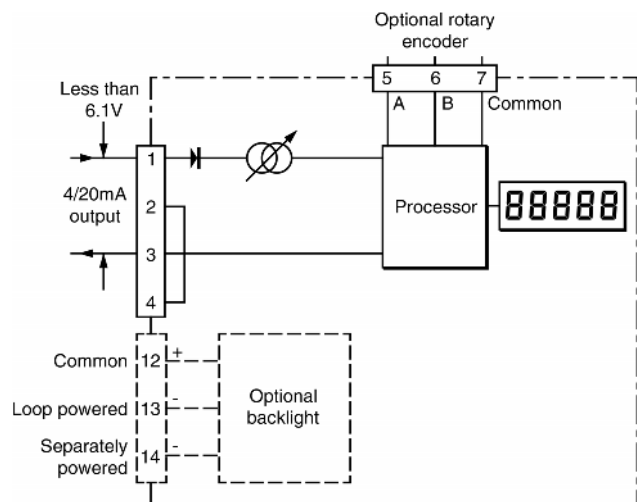 Optional rotary
encoder
5 6 7
A B Common
Less than
6.1V
1
4/20mA
output
2
3
4
Processor
88888
Common 12 +
Loop powered 13 -
Separately
powered 14 -
Optional
backlight